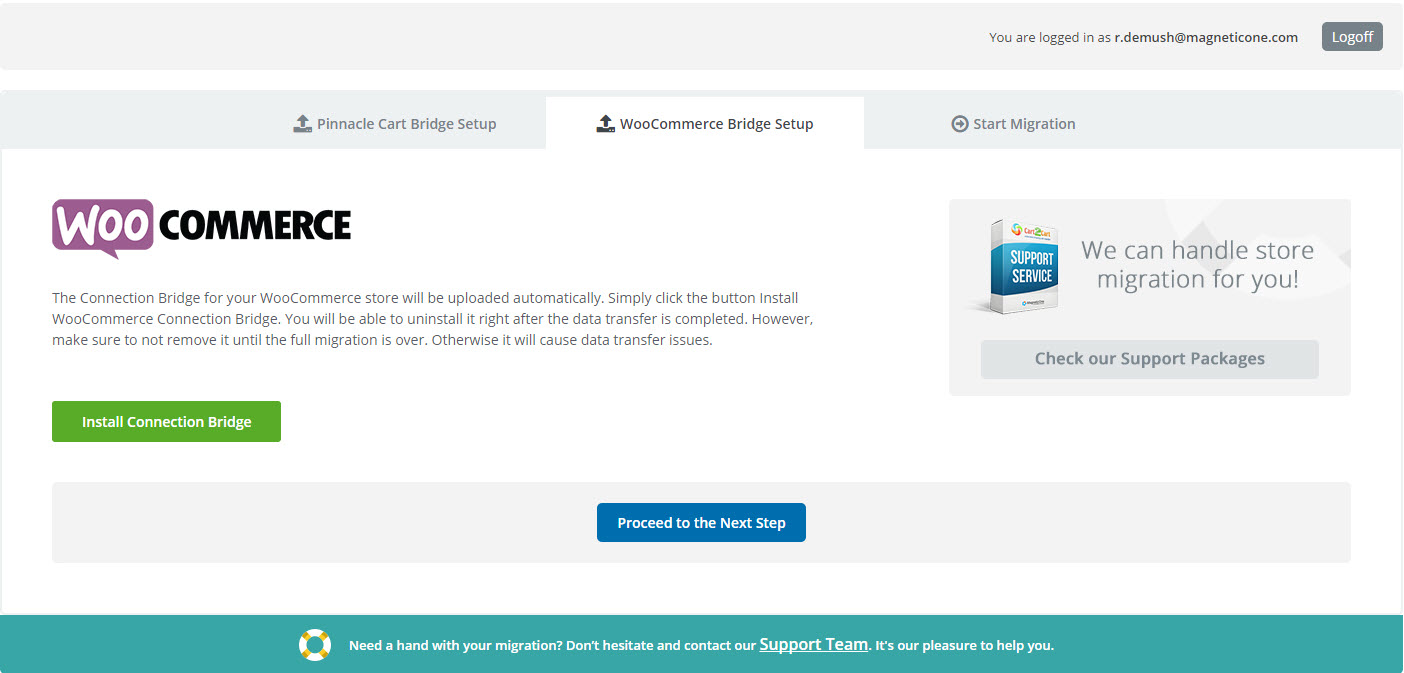 You are logged in as r.demush@magneticone.com
Logoff
Pinnacle Cart Bridge Setup
WooCommerce Bridge Setup
Start Migration
WOO COMMERCE
The Connection Bridge for your WooCommerce store will be uploaded automatically. Simply click the button Install
WooCommerce Connection Bridge. You will be able to uninstall it right after the data transfer is completed. However,
make sure to not remove it until the full migration is over. Otherwise it will cause data transfer issues.
Install Connection Bridge
Cart2Cart
SUPPORT
SERVICE
We can handle store
migration for you!
Check our Support Packages
Proceed to the Next Step
Need a hand with your migration? Don't hesitate and contact our Support Team. It's our pleasure to help you.